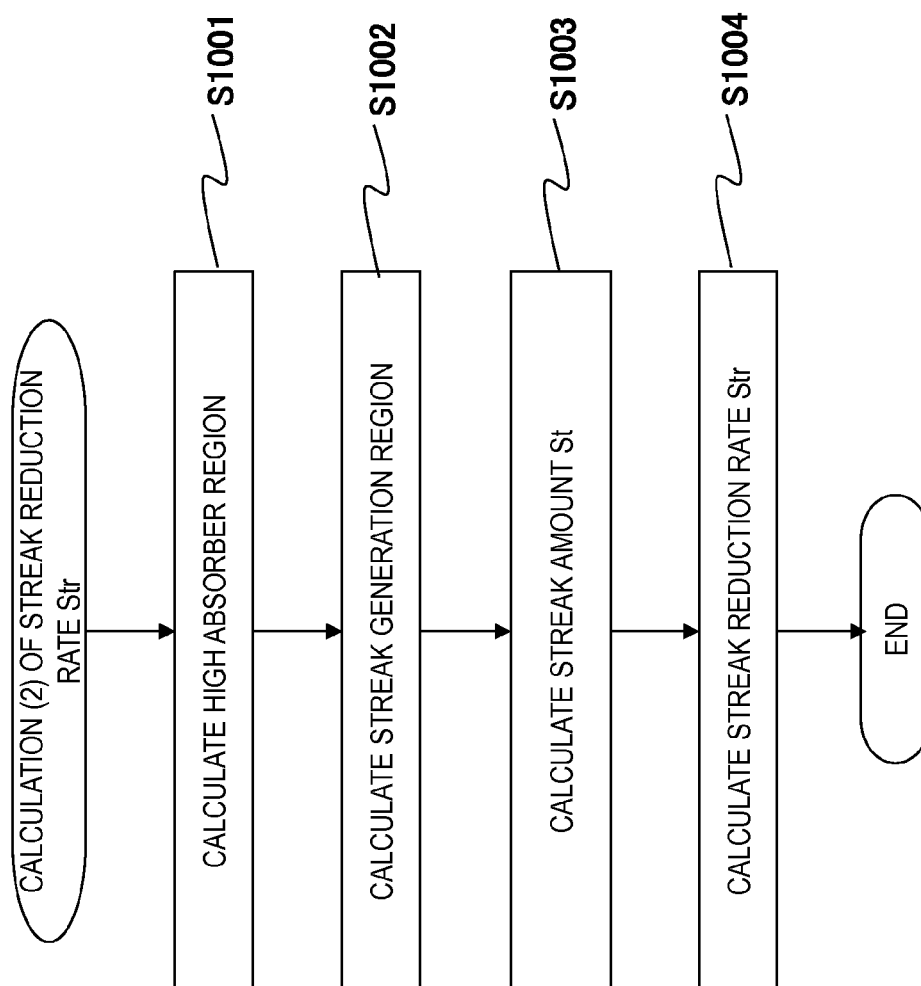 CALCULATION (2) OF STREAK REDUCTION
RATE Str
CALCULATE HIGH ABSORBER REGION
S1001
CALCULATE STREAK GENERATION REGION
S1002
CALCULATE STREAK AMOUNT St
S1003
CALCULATE STREAK REDUCTION RATE Str
S1004
END